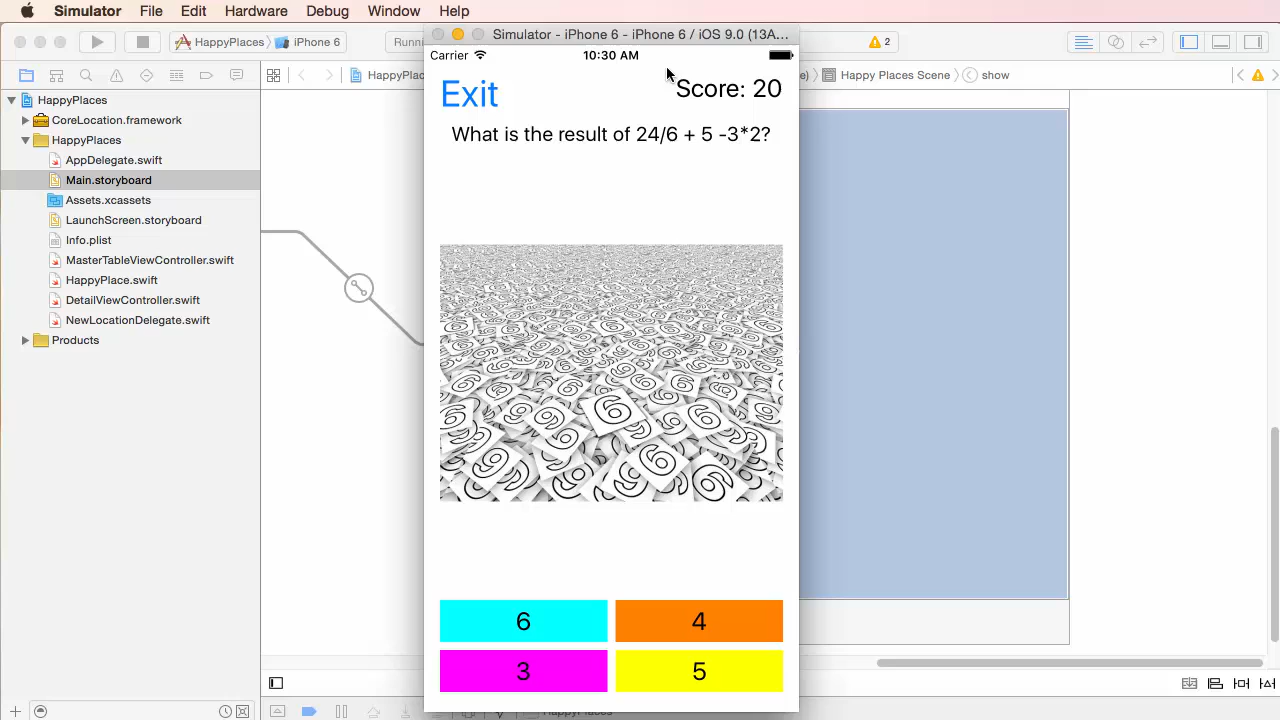 Simulator File Edit Hardware Debug Window Help
Simulator - iPhone 6 - iPhone 6 / iOS 9.0 (13A...
HappyPlaces iPhone 6
2
Carrier 10:30 AM
Exit
Score: 20
What is the result of 24/6 + 5 -3*2?
6 4
3 5
Happy Places Scene show
HappyPlaces
CoreLocation.framework
HappyPlaces
AppDelegate.swift
Main.storyboard
Assets.xcassets
LaunchScreen.storyboard
Info.plist
MasterTableViewController.swift
HappyPlace.swift
DetailViewController.swift
NewLocationDelegate.swift
Products